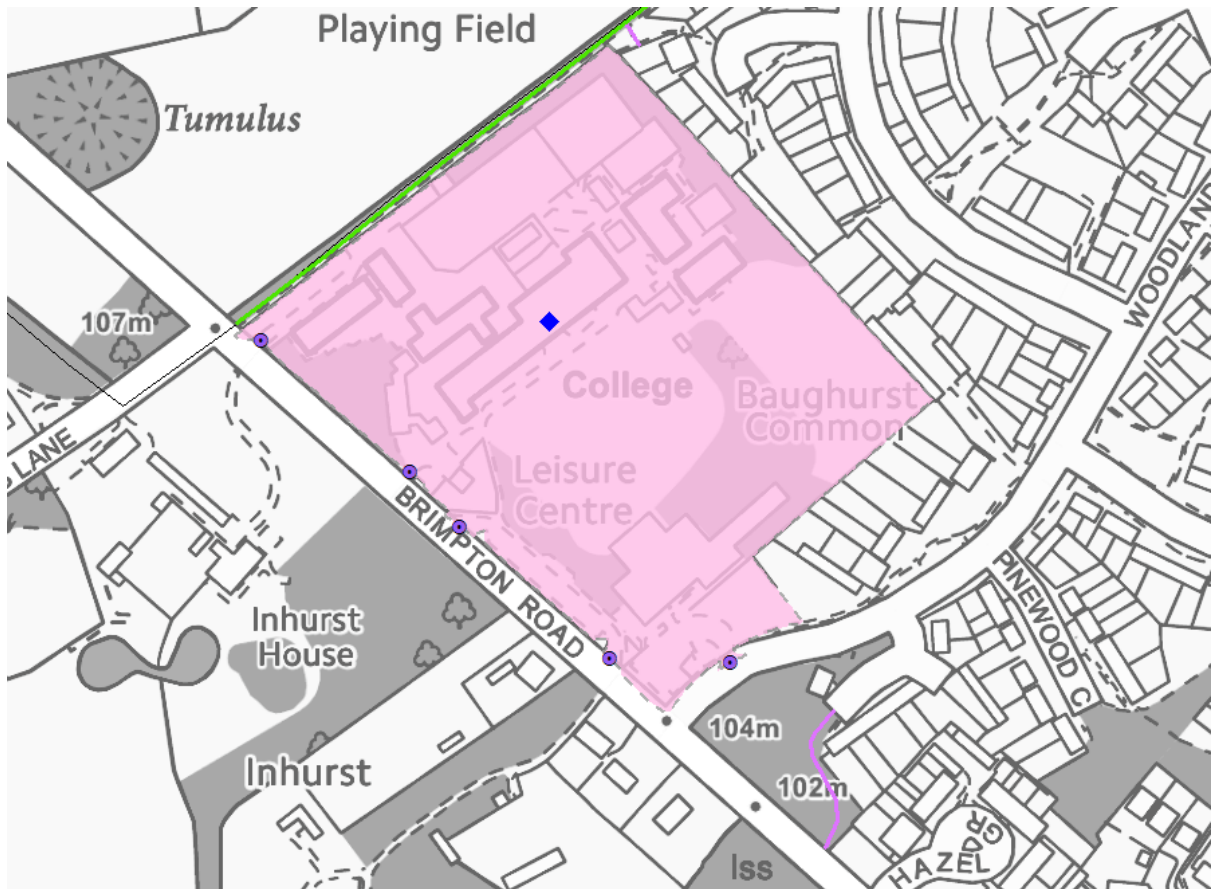 Playing Field
Tumulus
WOODLAND
107m
College
Baughurst
Common
LANE
Leisure
Centre
BRIMPTON ROAD
PINEWOOD C
Inhurst
House
104m
Inhurst
102m
HAZEL
GR
Iss